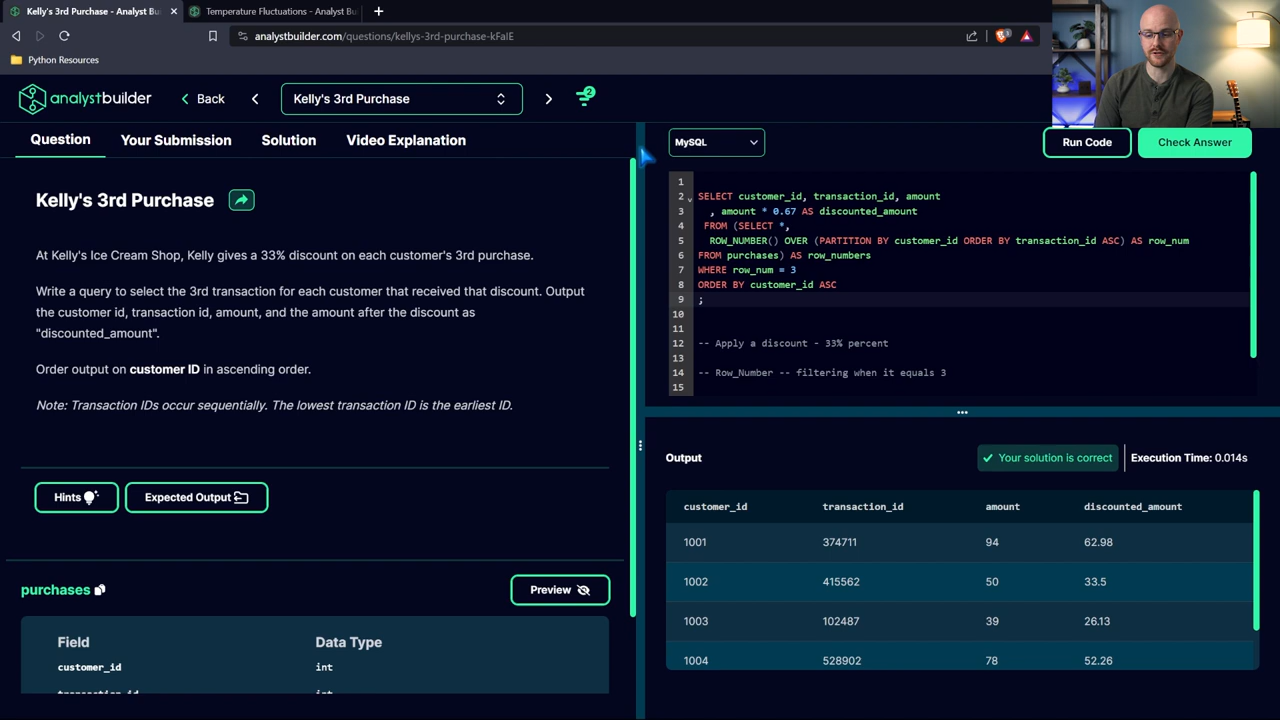 Kelly's 3rd Purchase - Analyst Bu
Temperature Fluctuations - Analyst Bu
analystbuilder.com/questions/kellys-3rd-purchase-kFaIE
3
Python Resources
analystbuilder
Back
Kelly's 3rd Purchase
2
Question
Your Submission
Solution
Video Explanation
MySQL
Run Code
Check Answer
Kelly's 3rd Purchase
At Kelly's Ice Cream Shop, Kelly gives a 33% discount on each customer's 3rd purchase.
Write a query to select the 3rd transaction for each customer that received that discount. Output
the customer id, transaction id, amount, and the amount after the discount as
"discounted_amount".
Order output on customer ID in ascending order.
Note: Transaction IDs occur sequentially. The lowest transaction ID is the earliest ID.
Hints
Expected Output
purchases
Preview
Field Data Type
customer_id int
transaction_id int
1
2 SELECT customer_id, transaction_id, amount
3 , amount * 0.67 AS discounted_amount
4 FROM (SELECT *,
5 ROW_NUMBER() OVER (PARTITION BY customer_id ORDER BY transaction_id ASC) AS row_num
6 FROM purchases) AS row_numbers
7 WHERE row_num = 3
8 ORDER BY customer_id ASC
9 ;
10
11
12 -- Apply a discount - 33% percent
13
14 -- Row_Number -- filtering when it equals 3
15
Output
Your solution is correct
Execution Time: 0.014s
customer_id transaction_id amount discounted_amount
1001 374711 94 62.98
1002 415562 50 33.5
1003 102487 39 26.13
1004 528902 78 52.26